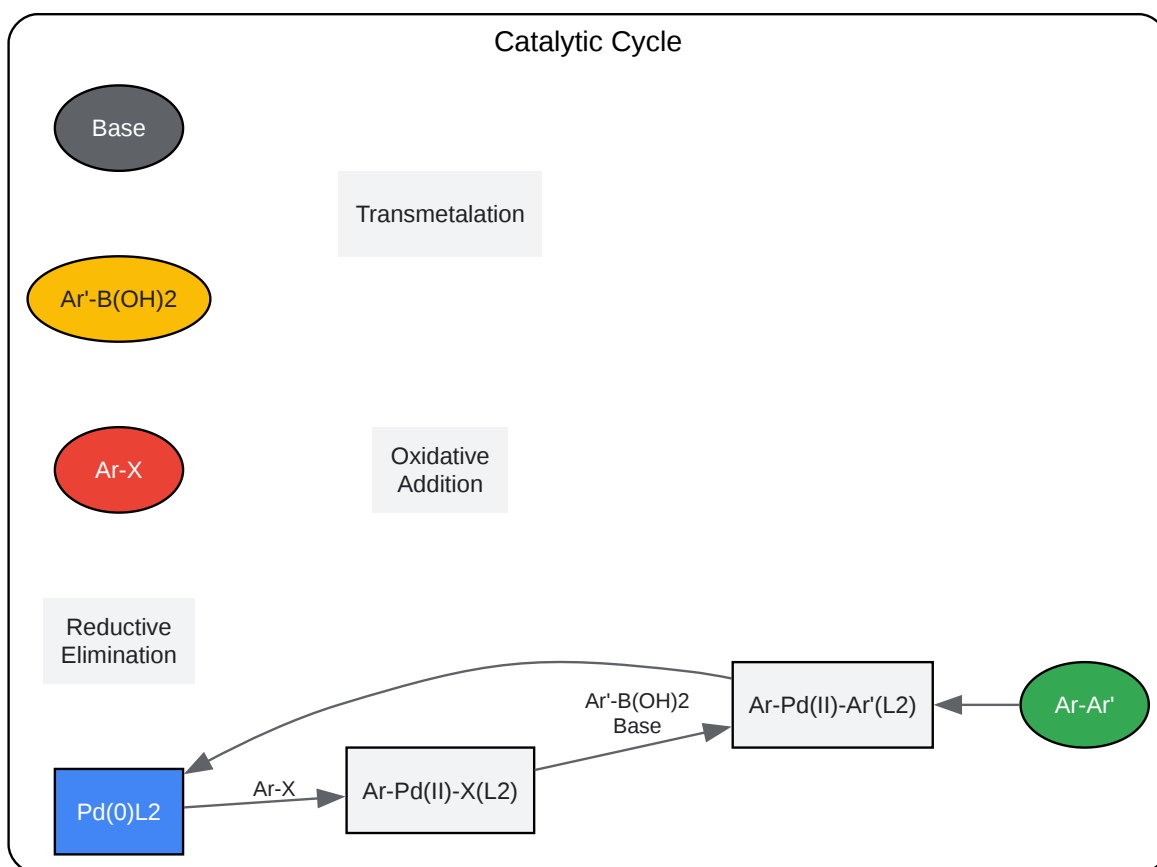 Catalytic Cycle
Base
Transmetalation
Ar'-B(OH)2
Ar-X
Oxidative
Addition
Reductive
Elimination
Ar'-B(OH)2
Base
Ar-Pd(II)-Ar'(L2)
Ar-Ar'
Pd(0)L2
Ar-X
Ar-Pd(II)-X(L2)